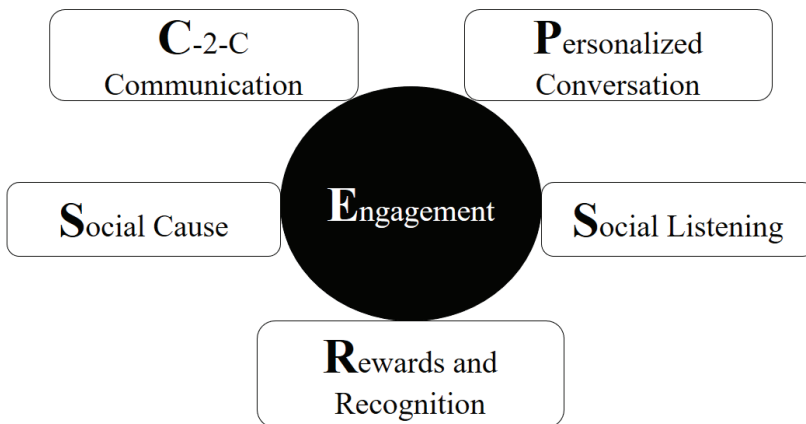 C-2-C
Communication
Personalized
Conversation
Social Cause
Engagement
Social Listening
Rewards and
Recognition